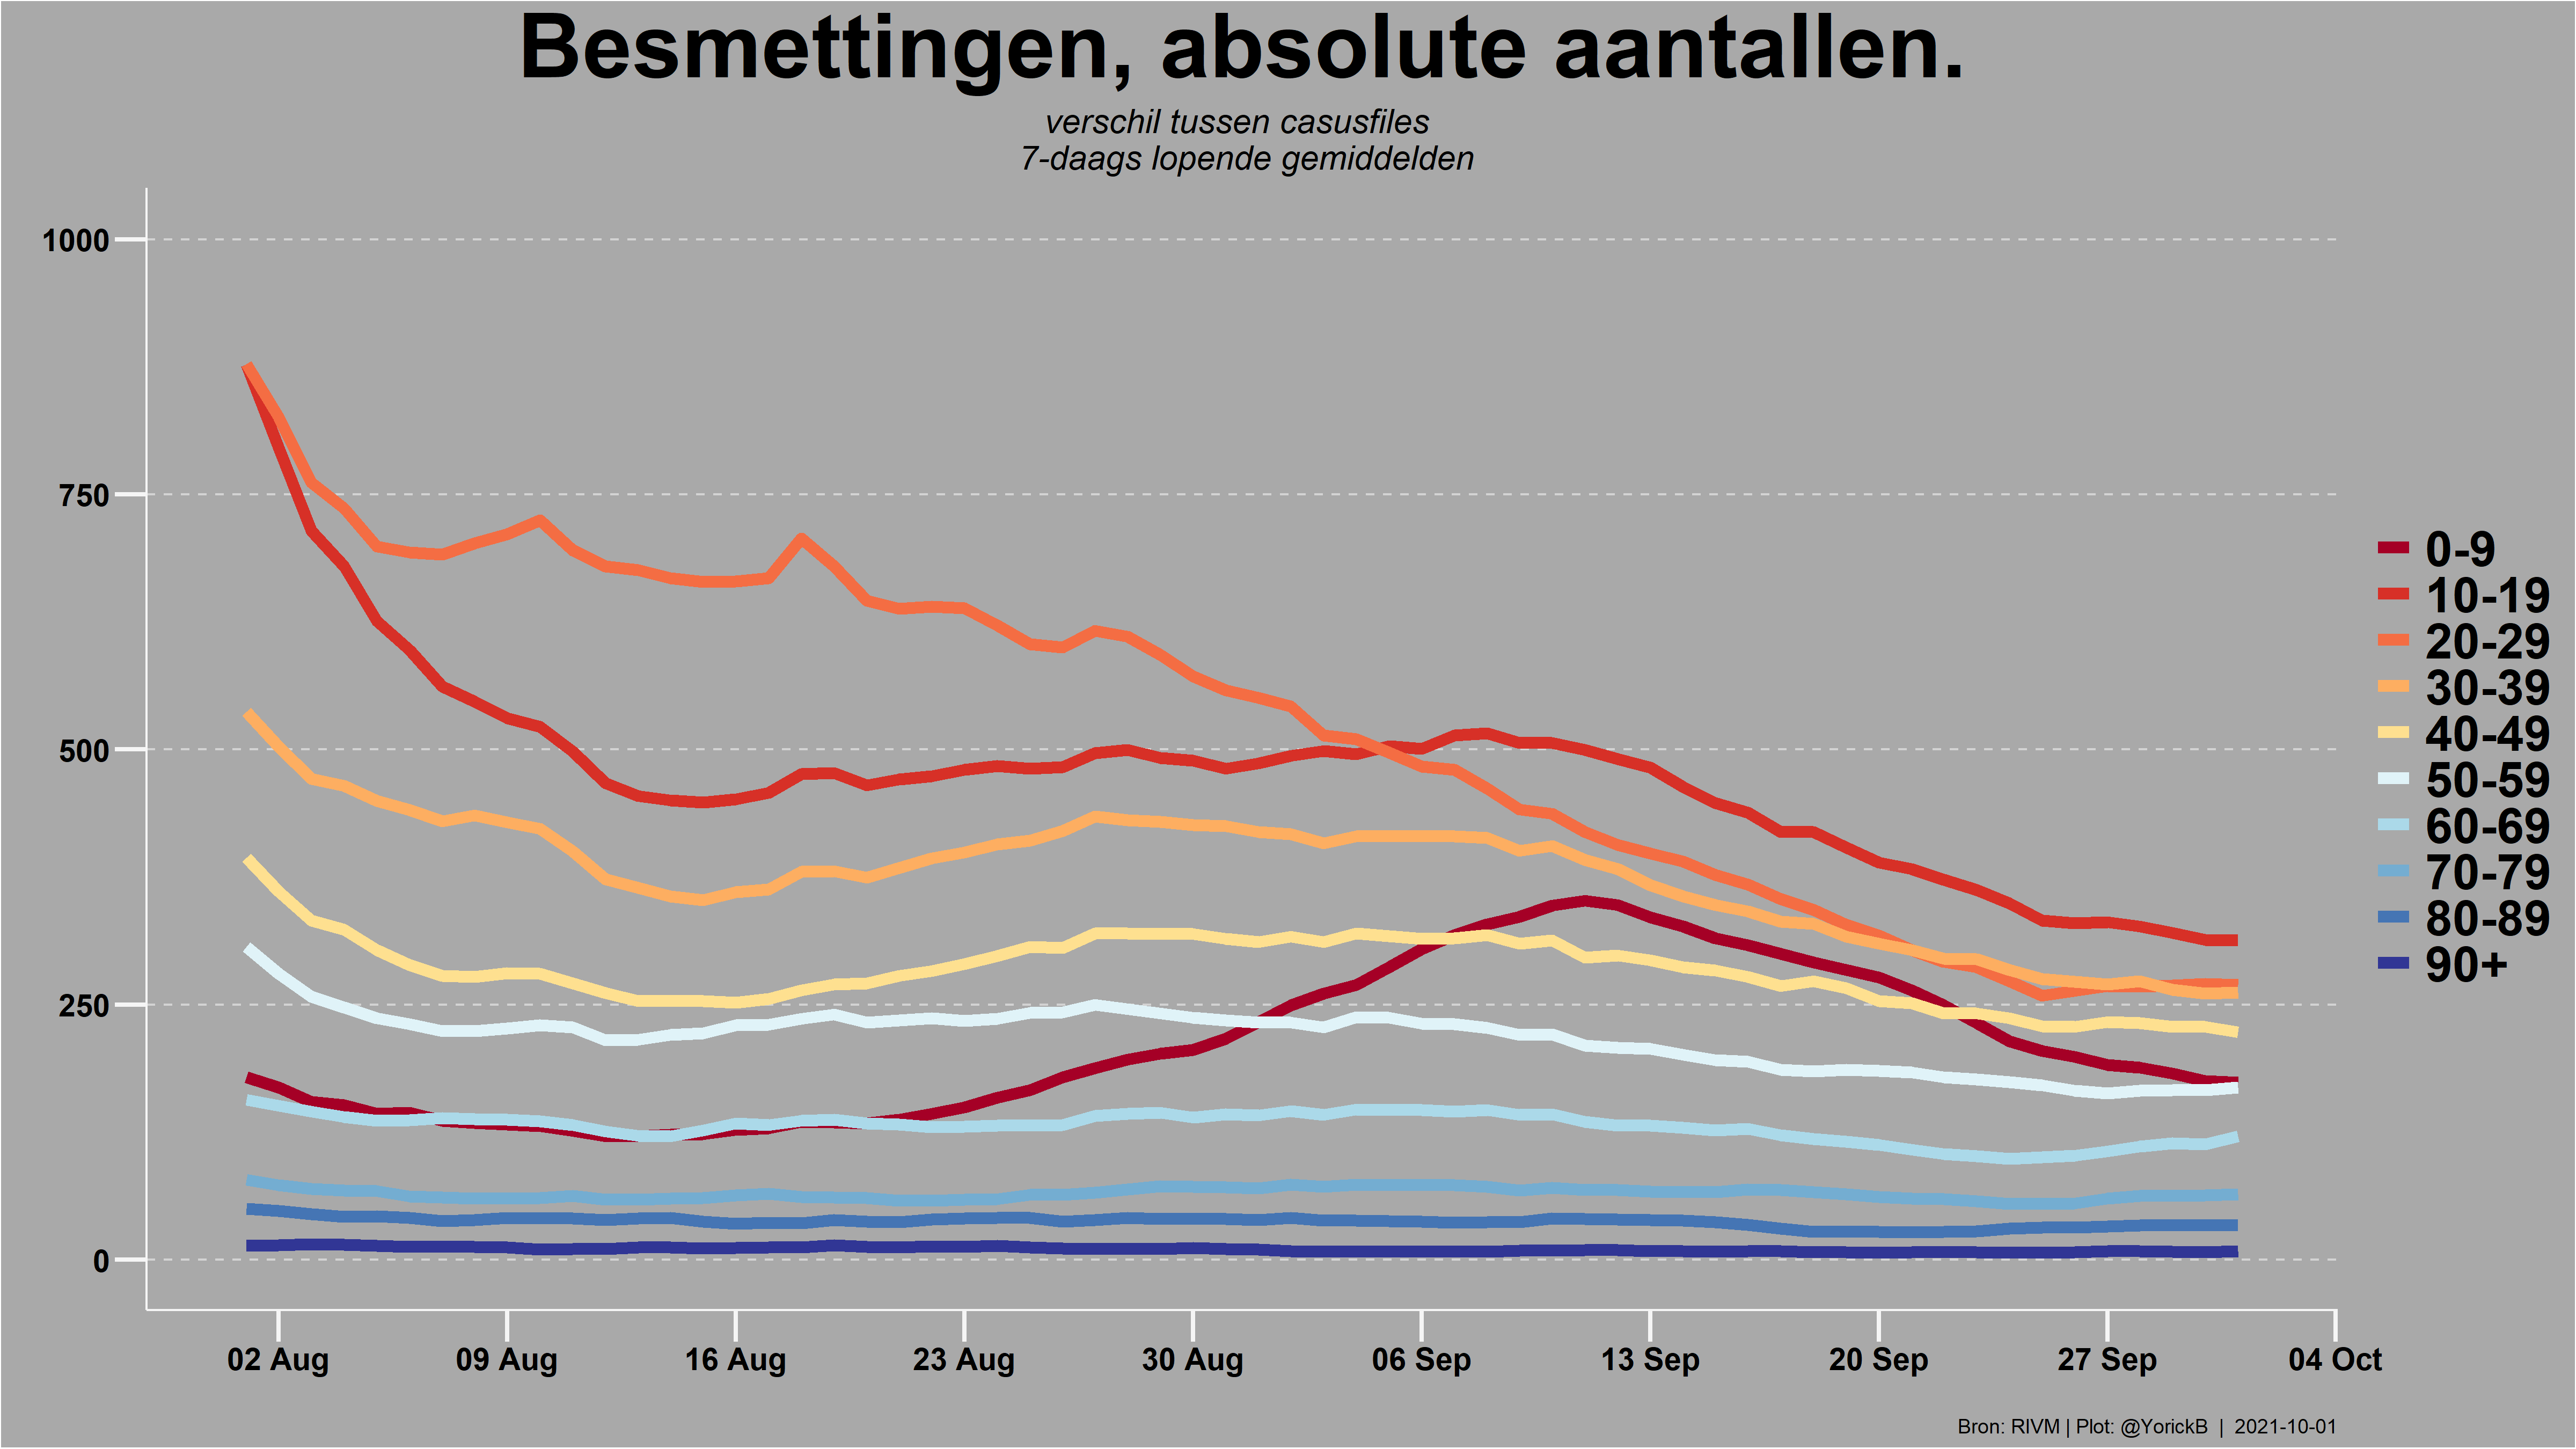 Besmettingen, absolute aantallen.
verschil tussen casusfiles
7-daags lopende gemiddelden
1000
750
500
250
0
0-9
10-19
20-29
30-39
40-49
50-59
60-69
70-79
80-89
90+
02 Aug
09 Aug
16 Aug
23 Aug
30 Aug
06 Sep
13 Sep
20 Sep
27 Sep
04 Oct
Bron: RIVM | Plot: @YorickB | 2021-10-01